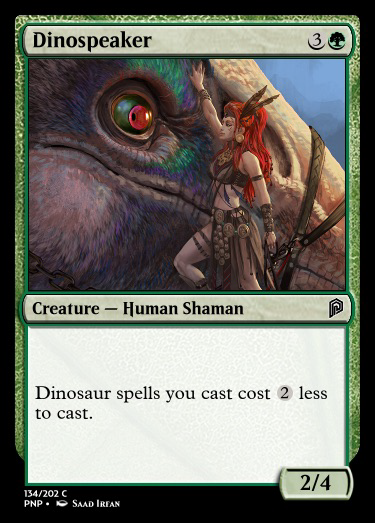 Dinospeaker 3
Creature — Human Shaman
Dinosaur spells you cast cost 2 less
to cast.
2/4
134/202 C
PNP • Saad Irfan